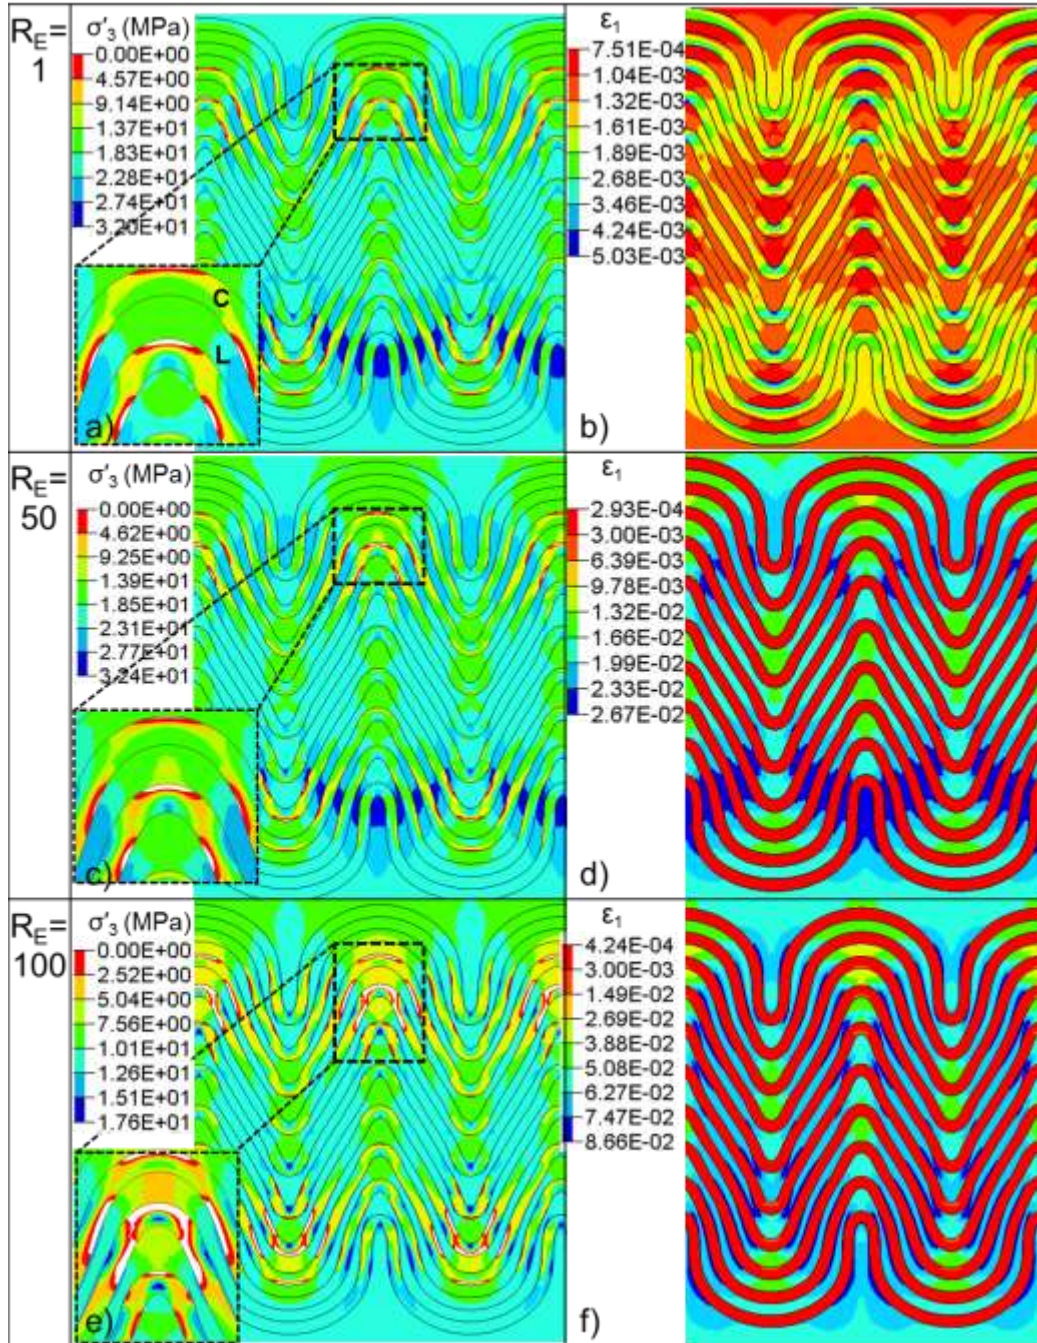 R_E=
1
σ'₃ (MPa)
0.00E+00
4.57E+00
9.14E+00
1.37E+01
1.83E+01
2.28E+01
2.74E+01
3.20E+01
C
L
a)
ε₁
7.51E-04
1.04E-03
1.32E-03
1.61E-03
1.89E-03
2.68E-03
3.46E-03
4.24E-03
5.03E-03
b)
R_E=
50
σ'₃ (MPa)
0.00E+00
4.62E+00
9.25E+00
1.39E+01
1.85E+01
2.31E+01
2.77E+01
3.24E+01
c)
ε₁
2.93E-04
3.00E-03
6.39E-03
9.78E-03
1.32E-02
1.66E-02
1.99E-02
2.33E-02
2.67E-02
d)
R_E=
100
σ'₃ (MPa)
0.00E+00
2.52E+00
5.04E+00
7.56E+00
1.01E+01
1.26E+01
1.51E+01
1.76E+01
e)
ε₁
4.24E-04
3.00E-03
1.49E-02
2.69E-02
3.88E-02
5.08E-02
6.27E-02
7.47E-02
8.66E-02
f)